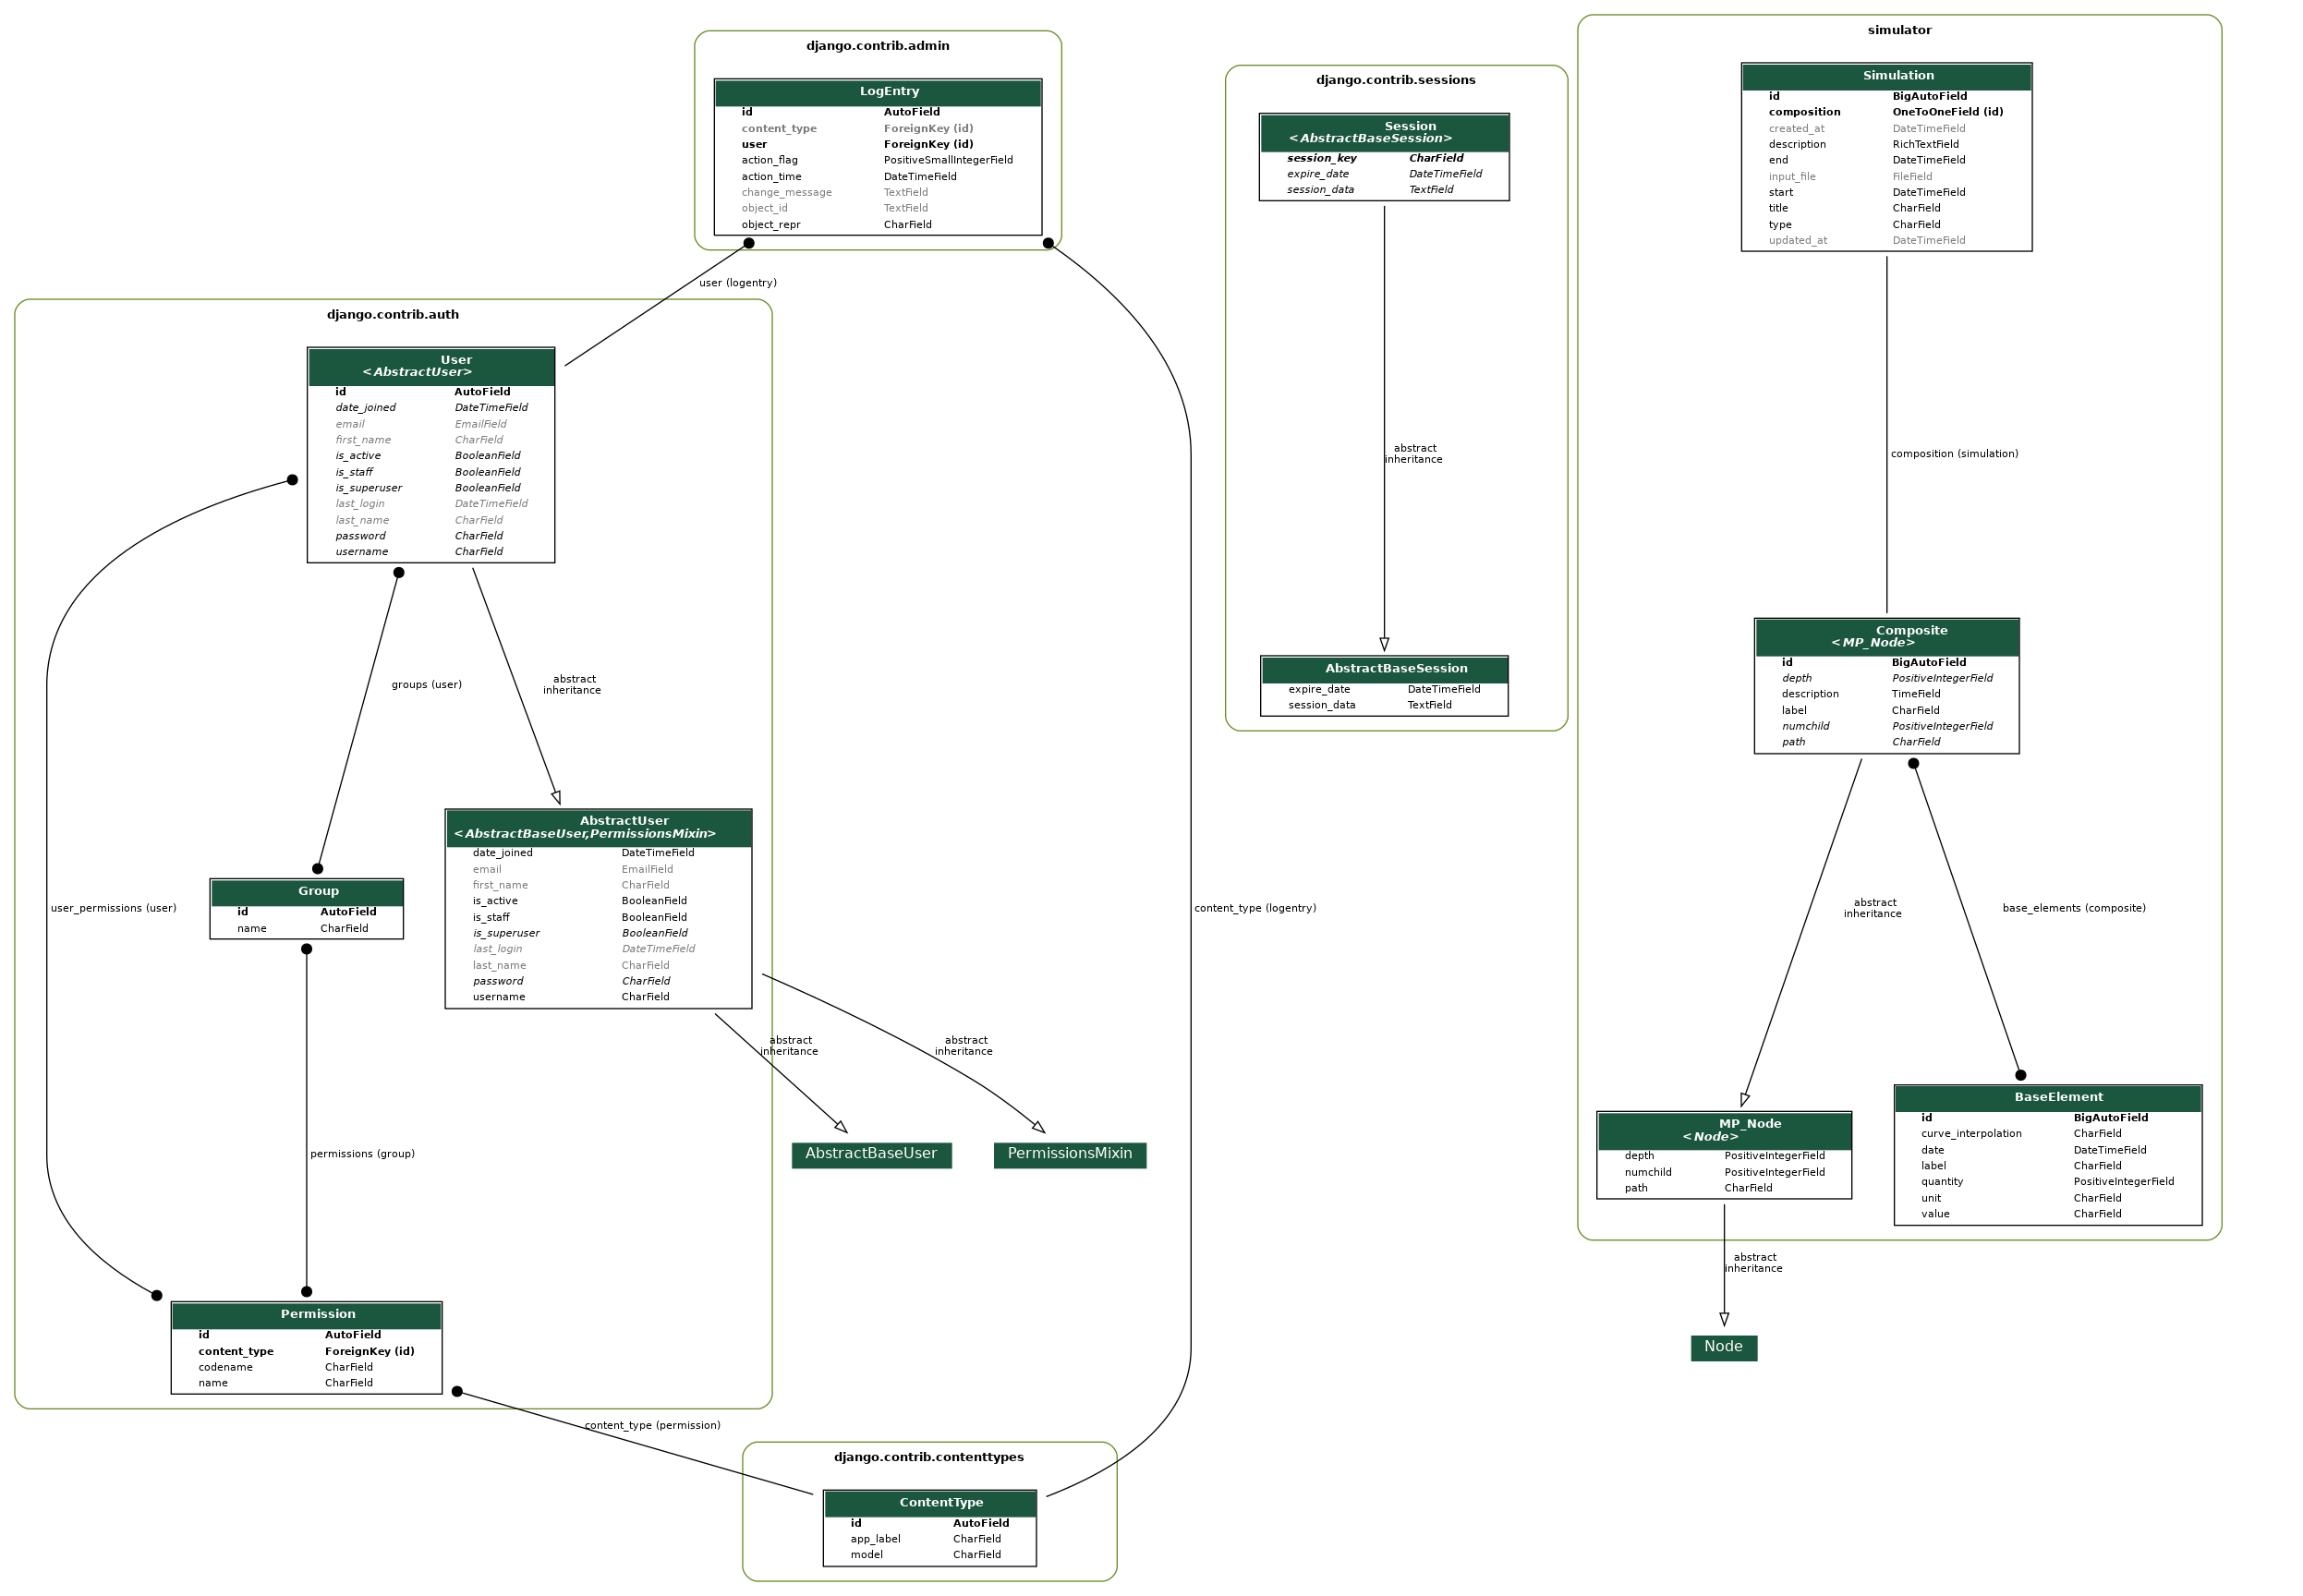 django.contrib.admin
LogEntry
id AutoField
content_type ForeignKey (id)
user ForeignKey (id)
action_flag PositiveSmallIntegerField
action_time DateTimeField
change_message TextField
object_id TextField
object_repr CharField
user (logentry)
django.contrib.auth
User
<AbstractUser>
id AutoField
date_joined DateTimeField
email EmailField
first_name CharField
is_active BooleanField
is_staff BooleanField
is_superuser BooleanField
last_login DateTimeField
last_name CharField
password CharField
username CharField
groups (user)
abstract
inheritance
AbstractUser
<AbstractBaseUser,PermissionsMixin>
date_joined DateTimeField
email EmailField
first_name CharField
is_active BooleanField
is_staff BooleanField
is_superuser BooleanField
last_login DateTimeField
last_name CharField
password CharField
username CharField
Group
id AutoField
name CharField
user_permissions (user)
permissions (group)
abstract
inheritance
abstract
inheritance
AbstractBaseUser
PermissionsMixin
Permission
id AutoField
content_type ForeignKey (id)
codename CharField
name CharField
content_type (permission)
content_type (logentry)
django.contrib.contenttypes
ContentType
id AutoField
app_label CharField
model CharField
django.contrib.sessions
Session
<AbstractBaseSession>
session_key CharField
expire_date DateTimeField
session_data TextField
abstract
inheritance
AbstractBaseSession
expire_date DateTimeField
session_data TextField
simulator
Simulation
id BigAutoField
composition OneToOneField (id)
created_at DateTimeField
description RichTextField
end DateTimeField
input_file FileField
start DateTimeField
title CharField
type CharField
updated_at DateTimeField
composition (simulation)
Composite
<MP_Node>
id BigAutoField
depth PositiveIntegerField
description TimeField
label CharField
numchild PositiveIntegerField
path CharField
abstract
inheritance
base_elements (composite)
MP_Node
<Node>
depth PositiveIntegerField
numchild PositiveIntegerField
path CharField
BaseElement
id BigAutoField
curve_interpolation CharField
date DateTimeField
label CharField
quantity PositiveIntegerField
unit CharField
value CharField
abstract
inheritance
Node